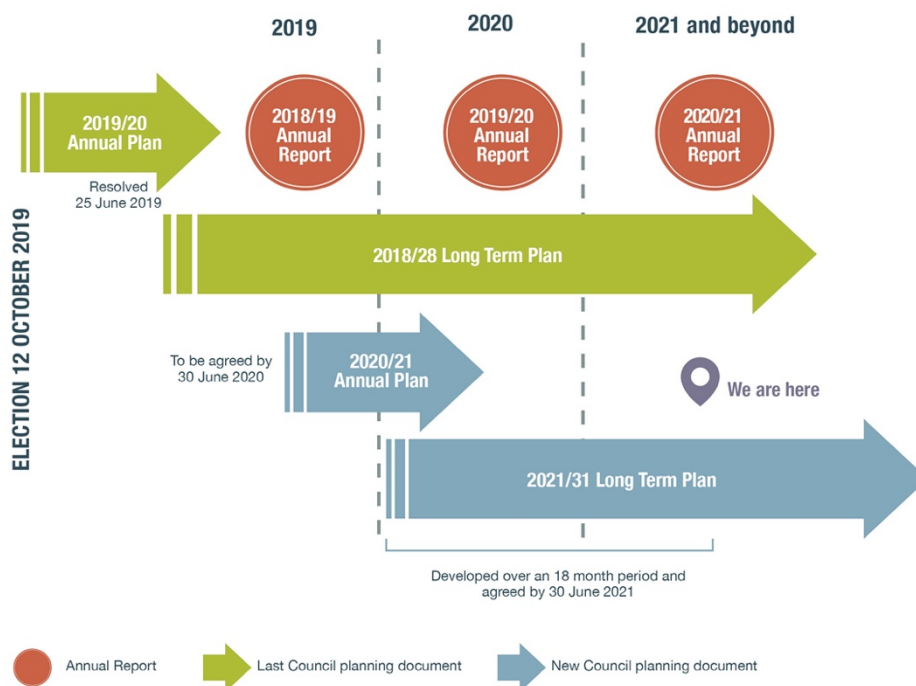 2019
2020
2021 and beyond
2019/20
Annual Plan
2018/19
Annual
Report
2019/20
Annual
Report
2020/21
Annual
Report
Resolved
25 June 2019
ELECTION 12 OCTOBER 2019
2018/28 Long Term Plan
To be agreed by
30 June 2020
2020/21
Annual Plan
We are here
2021/31 Long Term Plan
Developed over an 18 month period and
agreed by 30 June 2021
Annual Report
Last Council planning document
New Council planning document